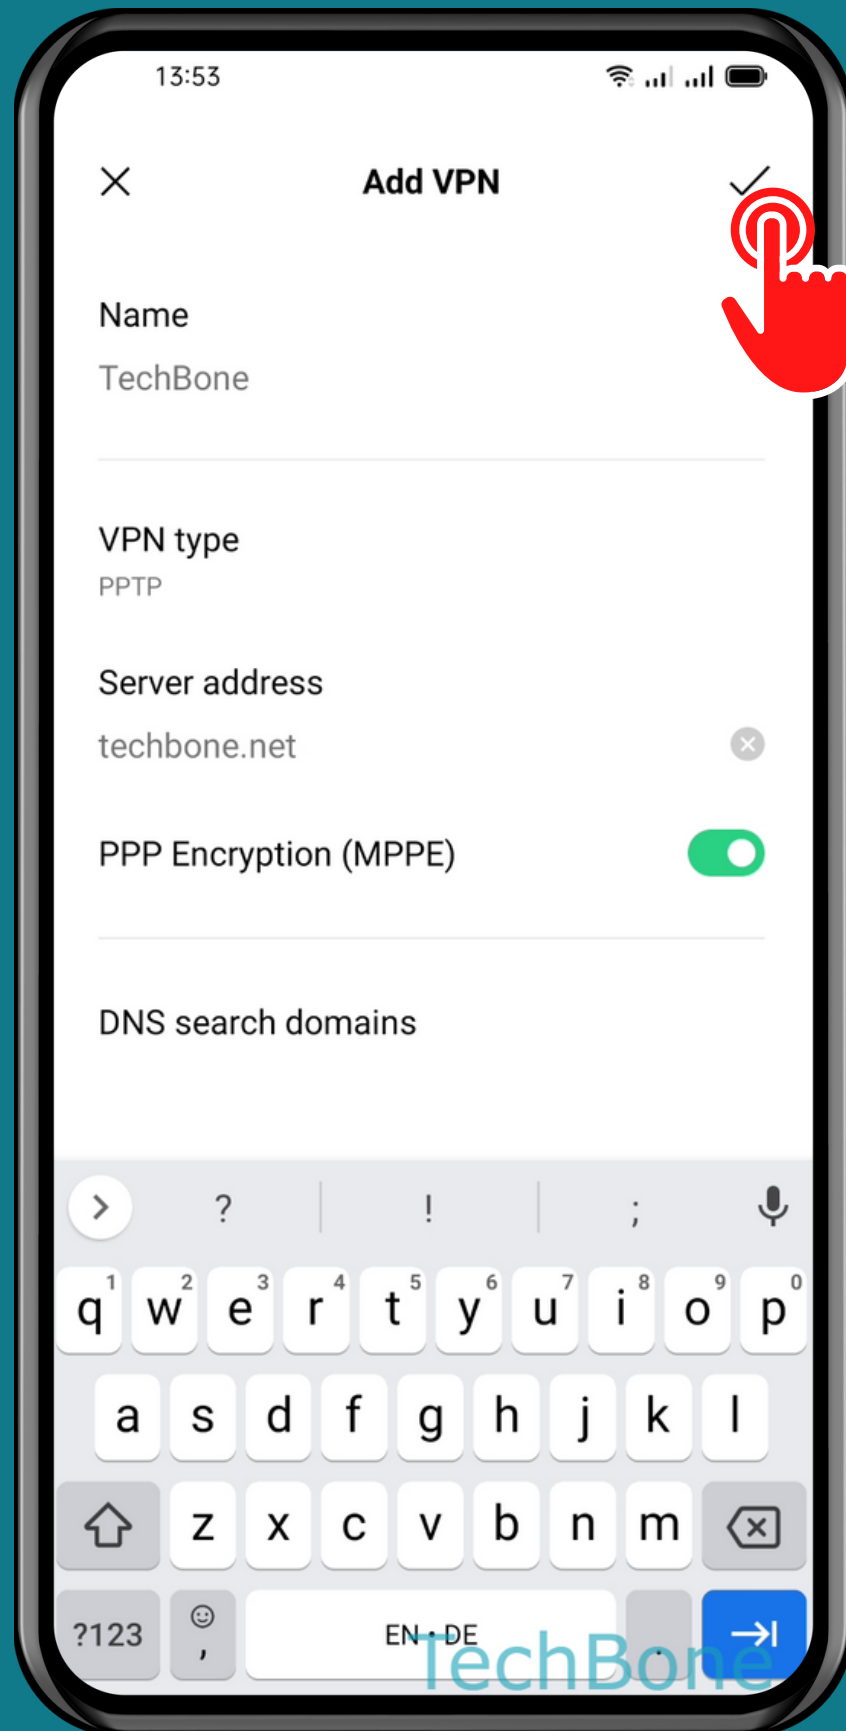 13:53
Add VPN
Name
TechBone
VPN type
PPTP
Server address
techbone.net
PPP Encryption (MPPE)
DNS search domains
? ! ;
q1 w2 e3 r4 t5 y6 u7 i8 o9 p0
a s d f g h j k l
z x c v b n m
?123 , EN • DE .
TechBone